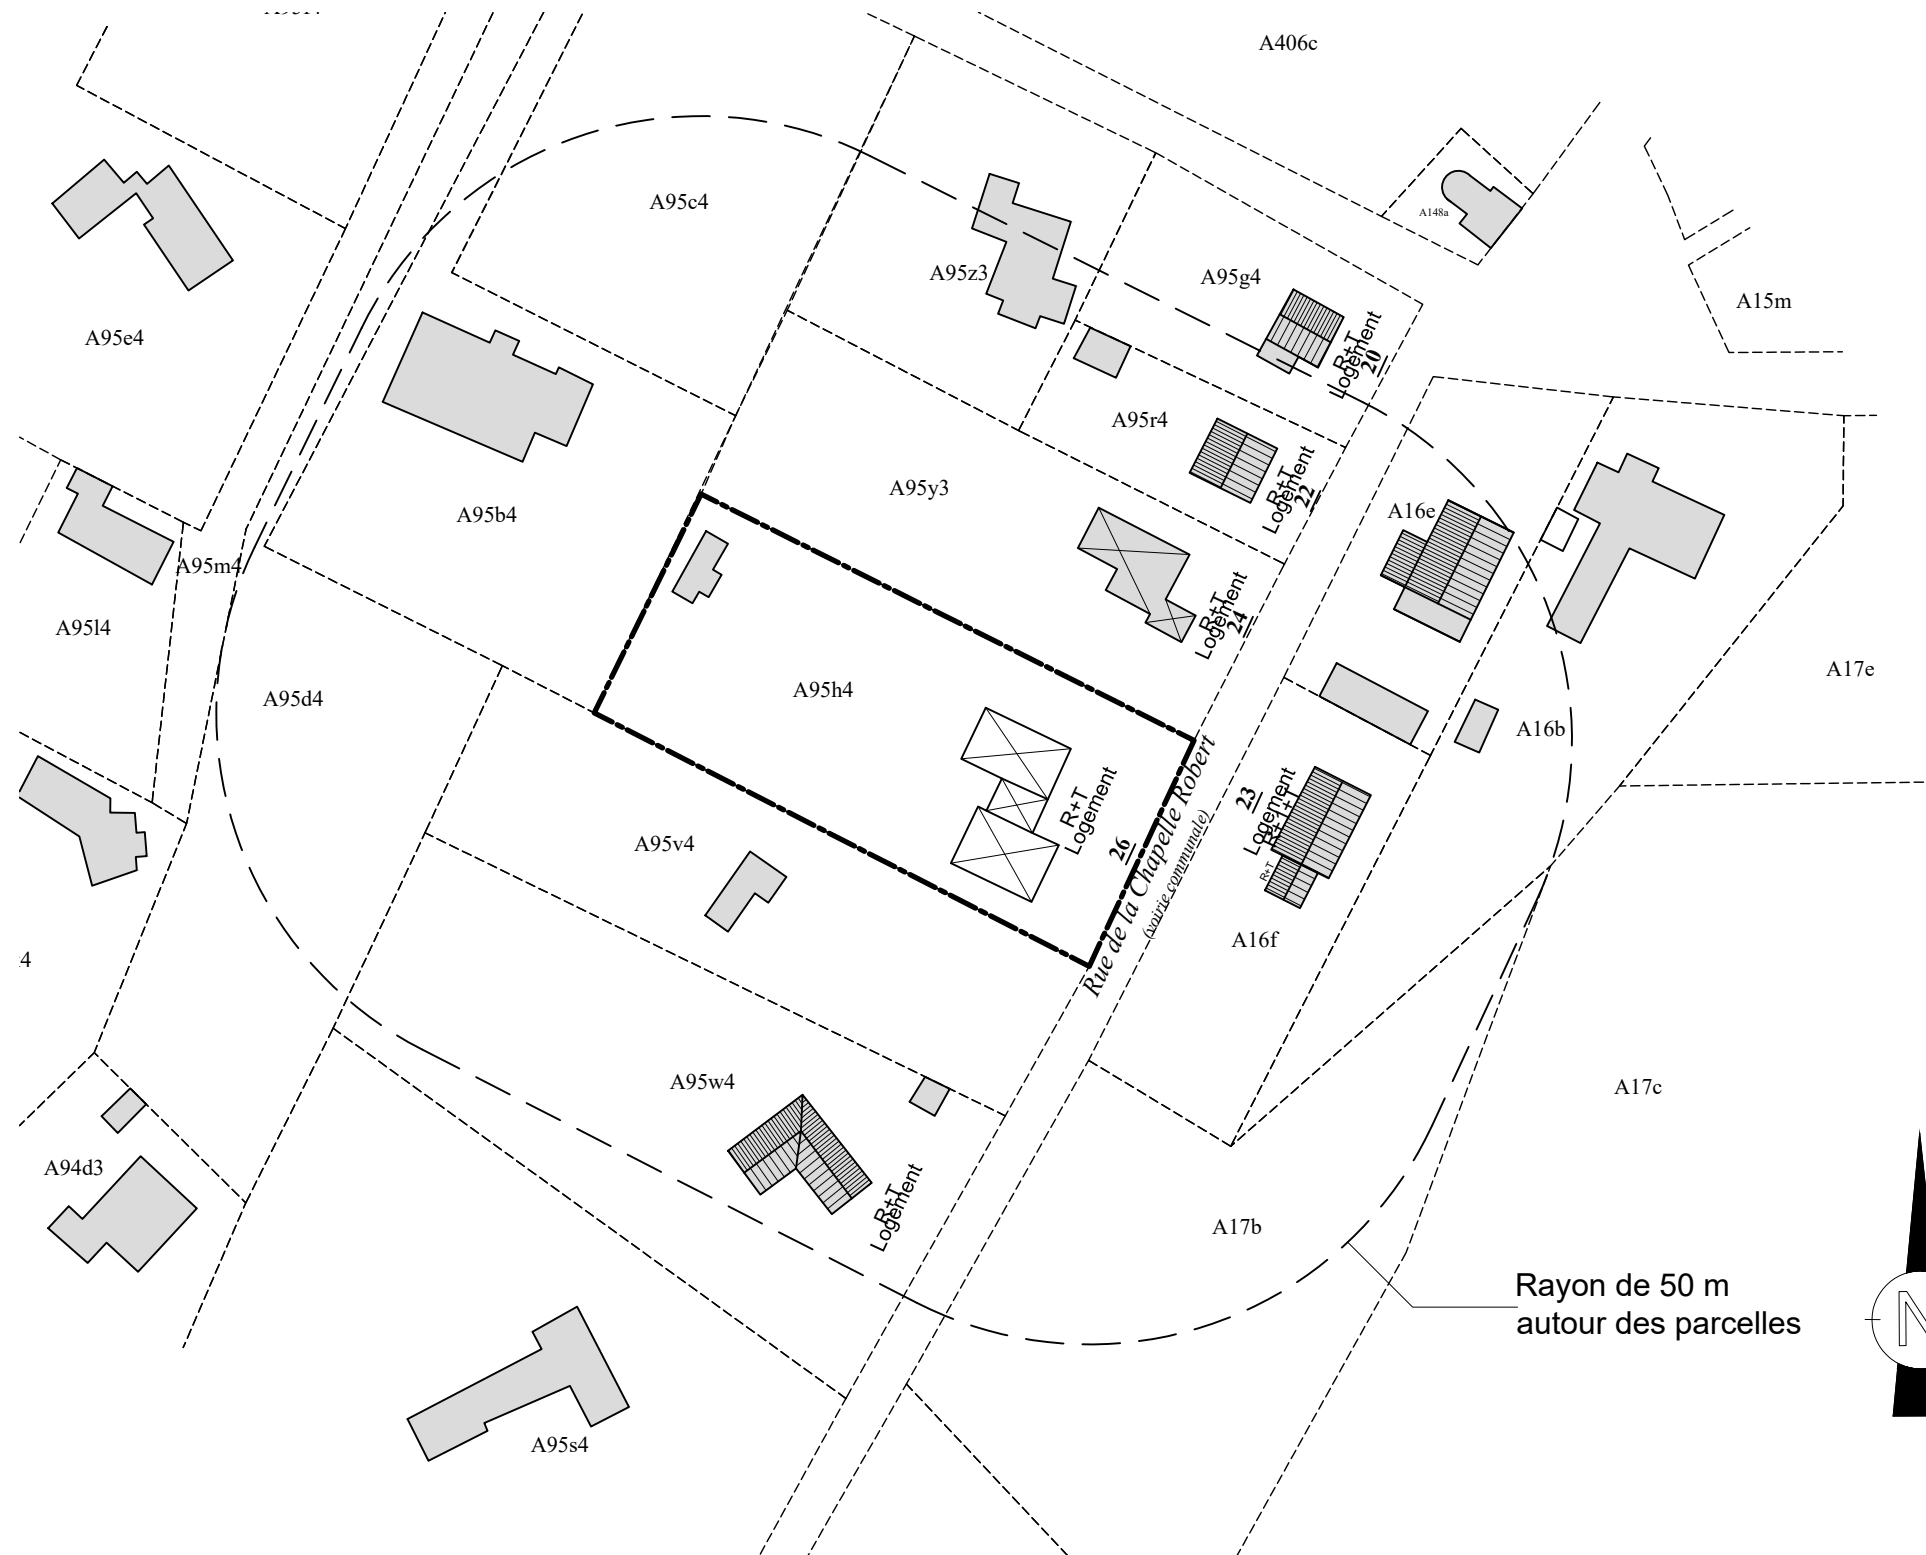 A406c
A148a
A95c4
A95z3
A95g4
A15m
A95e4
R+T
Logement
20
A95r4
A95b4
A95y3
R+T
Logement
22
A16e
A95m4
A95l4
R+T
Logement
24
A95d4
A95h4
A17e
A16b
R+T
Logement
26
Rue de la Chapelle Robert
(voirie communale)
23
Logement
R+T
A95v4
A16f
A95w4
A17c
A94d3
R+T
Logement
A17b
Rayon de 50 m
autour des parcelles
N
A95s4